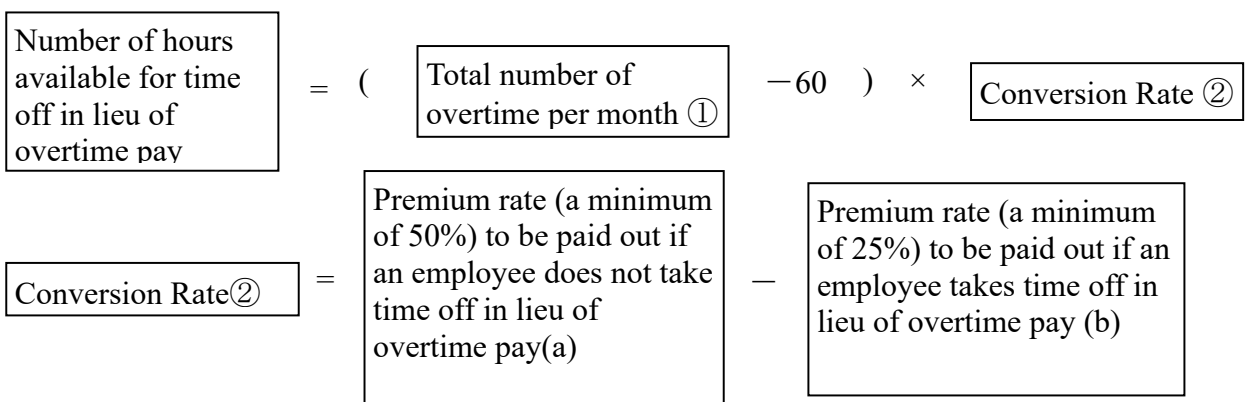 Number of hours
available for time
off in lieu of
overtime pay
= ( Total number of
overtime per month ① －60 ) × Conversion Rate ②
Conversion Rate② =
Premium rate (a minimum
of 50%) to be paid out if
an employee does not take
time off in lieu of
overtime pay(a)
－
Premium rate (a minimum
of 25%) to be paid out if an
employee takes time off in
lieu of overtime pay (b)